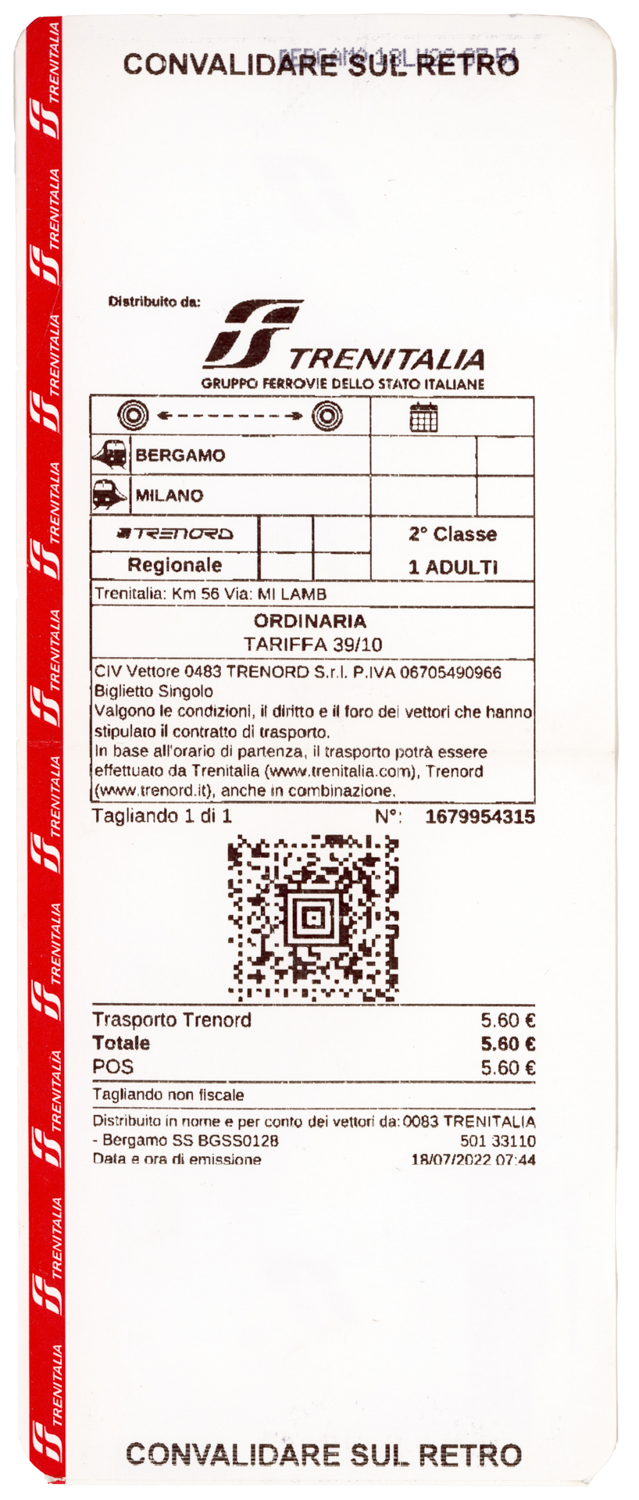 CONVALIDARE SUL RETRO
Distribuito da:
TRENITALIA
GRUPPO FERROVIE DELLO STATO ITALIANE
BERGAMO
MILANO
TRENORD
2° Classe
Regionale
1 ADULTI
Trenitalia: Km 56 Via: MI LAMB
ORDINARIA
TARIFFA 39/10
CIV Vettore 0483 TRENORD S.r.l. P.IVA 06705490966
Biglietto Singolo
Valgono le condizioni, il diritto e il foro dei vettori che hanno
stipulato il contratto di trasporto.
In base all'orario di partenza, il trasporto potrà essere
effettuato da Trenitalia (www.trenitalia.com), Trenord
(www.trenord.it), anche in combinazione.
Tagliando 1 di 1 N°: 1679954315
Trasporto Trenord 5.60 €
Totale 5.60 €
POS 5.60 €
Tagliando non fiscale
Distribuito in nome e per conto dei vettori da: 0083 TRENITALIA
- Bergamo SS BGSS0128 501 33110
Data e ora di emissione 18/07/2022 07:44
CONVALIDARE SUL RETRO
TRENITALIA
TRENITALIA
TRENITALIA
TRENITALIA
TRENITALIA
TRENITALIA
TRENITALIA
TRENITALIA
TRENITALIA
TRENITALIA